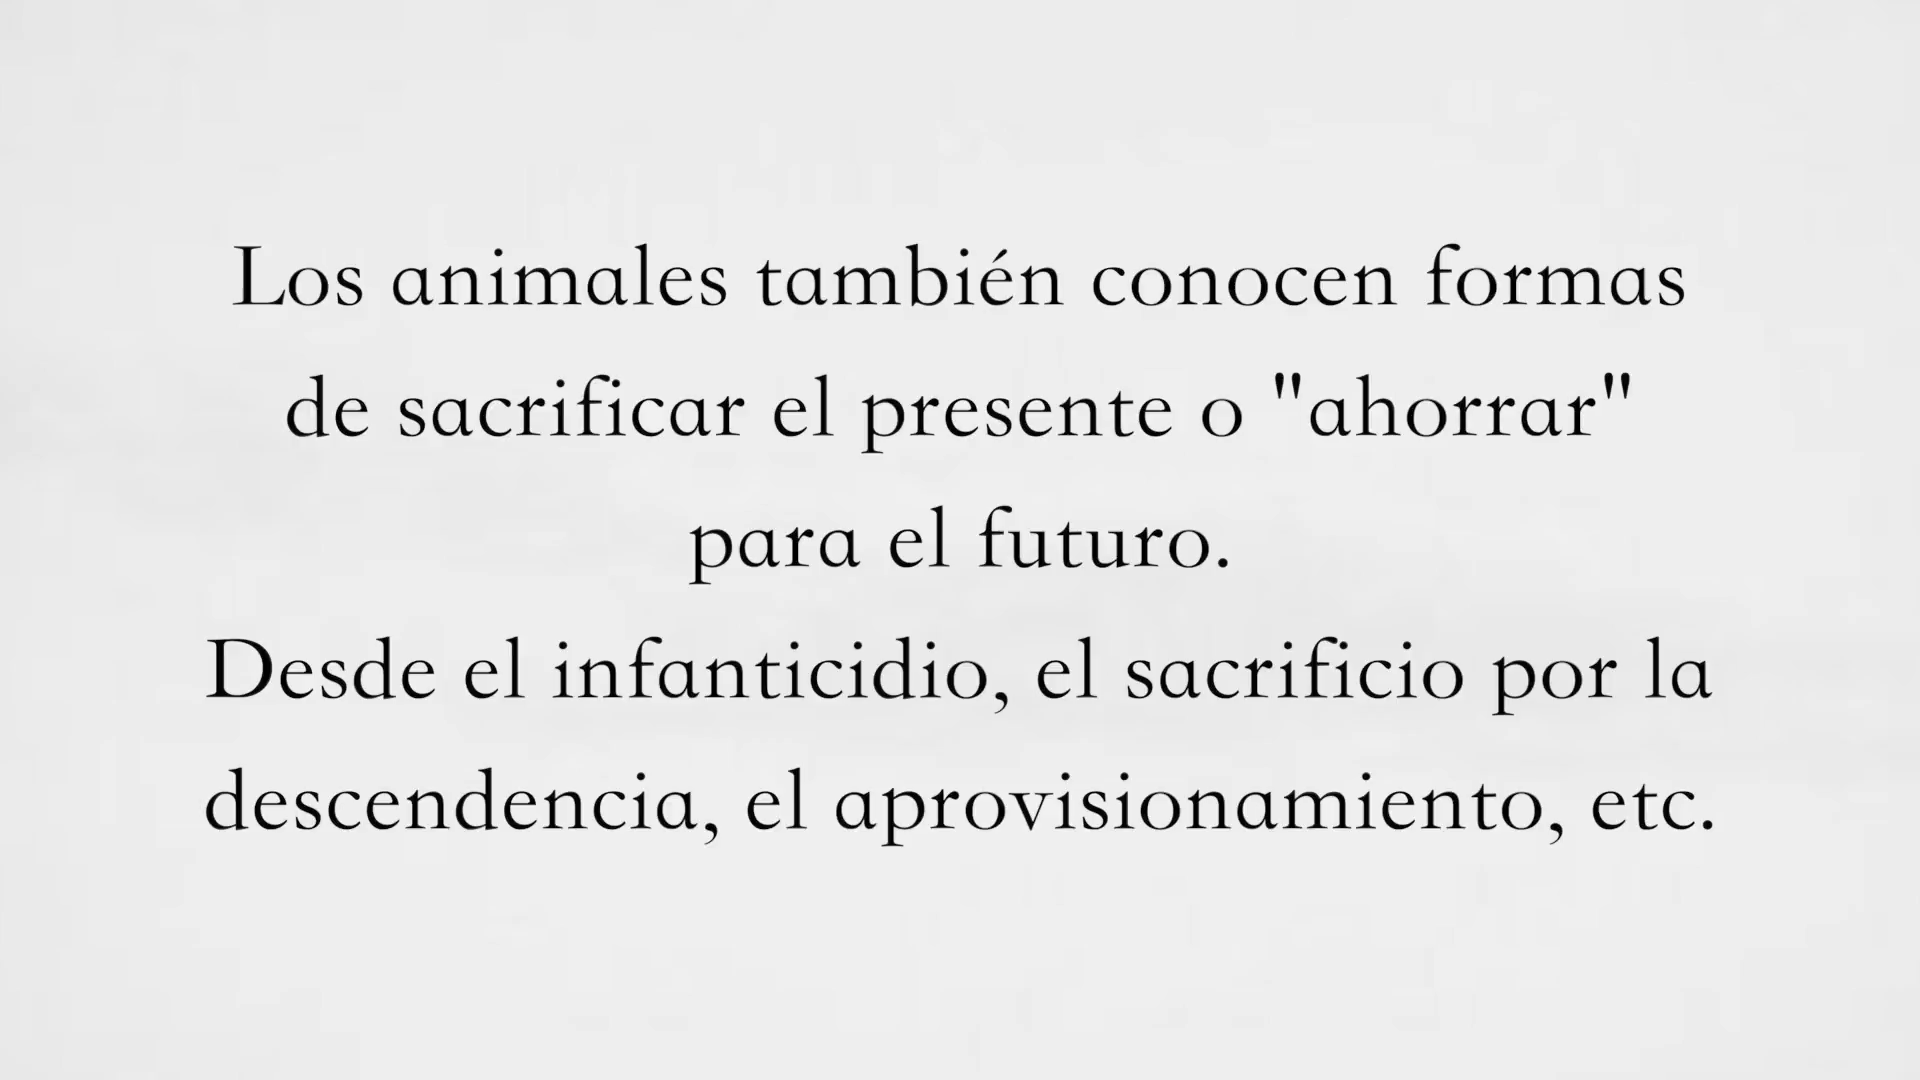 Los animales también conocen formas
de sacrificar el presente o "ahorrar"
para el futuro.
Desde el infanticidio, el sacrificio por la
descendencia, el aprovisionamiento, etc.